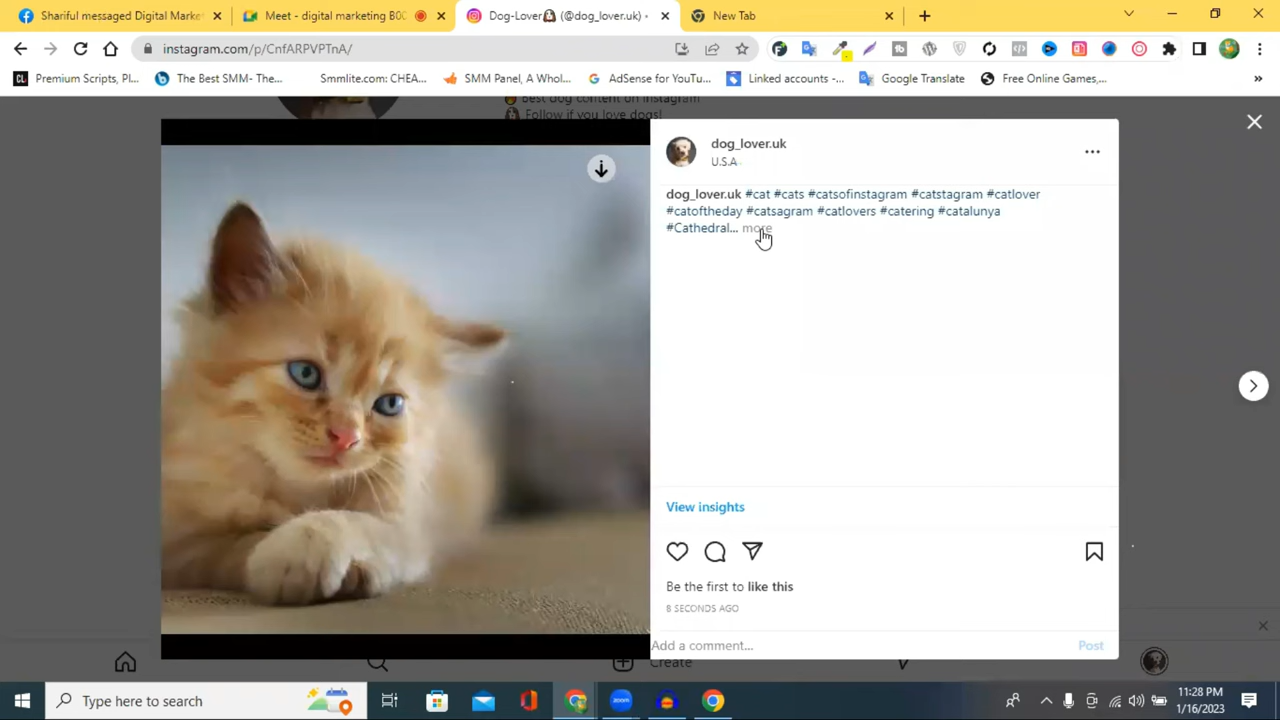 Shariful messaged Digital Marke
Meet - digital marketing B00
Dog-Lover (@dog_lover.uk) •
New Tab
instagram.com/p/CnfARPVPTnA/
Premium Scripts, Pl...
The Best SMM- The...
Smmlite.com: CHEA...
SMM Panel, A Whol...
AdSense for YouTu...
Linked accounts -...
Google Translate
Free Online Games,...
Best dog content on Instagram
Follow if you love dogs!
dog_lover.uk
U.S.A
dog_lover.uk #cat #cats #catsofinstagram #catstagram #catlover
#catoftheday #catsagram #catlovers #catering #catalunya
#Cathedral... more
View insights
Be the first to like this
8 SECONDS AGO
Add a comment... Post
Create
Type here to search
11:28 PM
1/16/2023